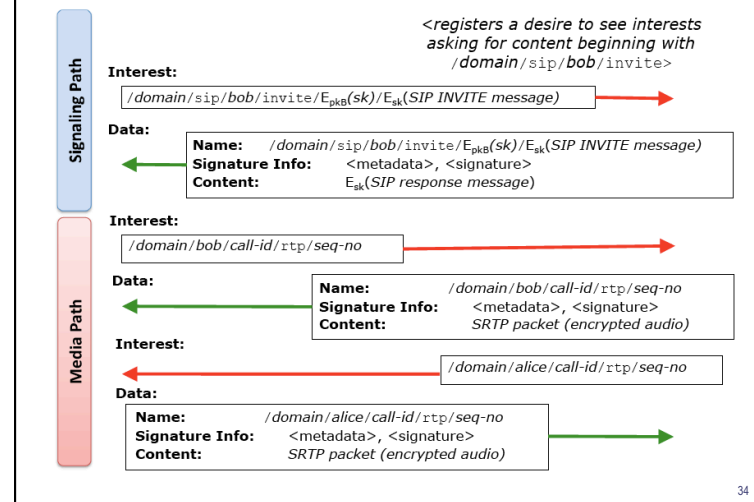 <registers a desire to see interests
asking for content beginning with
/domain/sip/bob/invite>
Signaling Path
Interest:
/domain/sip/bob/invite/EpkB(sk)/Esk(SIP INVITE message)
Data:
Name: /domain/sip/bob/invite/EpkB(sk)/Esk(SIP INVITE message)
Signature Info: <metadata>, <signature>
Content: Esk(SIP response message)
Media Path
Interest:
/domain/bob/call-id/rtp/seq-no
Data:
Name: /domain/bob/call-id/rtp/seq-no
Signature Info: <metadata>, <signature>
Content: SRTP packet (encrypted audio)
Interest:
/domain/alice/call-id/rtp/seq-no
Data:
Name: /domain/alice/call-id/rtp/seq-no
Signature Info: <metadata>, <signature>
Content: SRTP packet (encrypted audio)
34